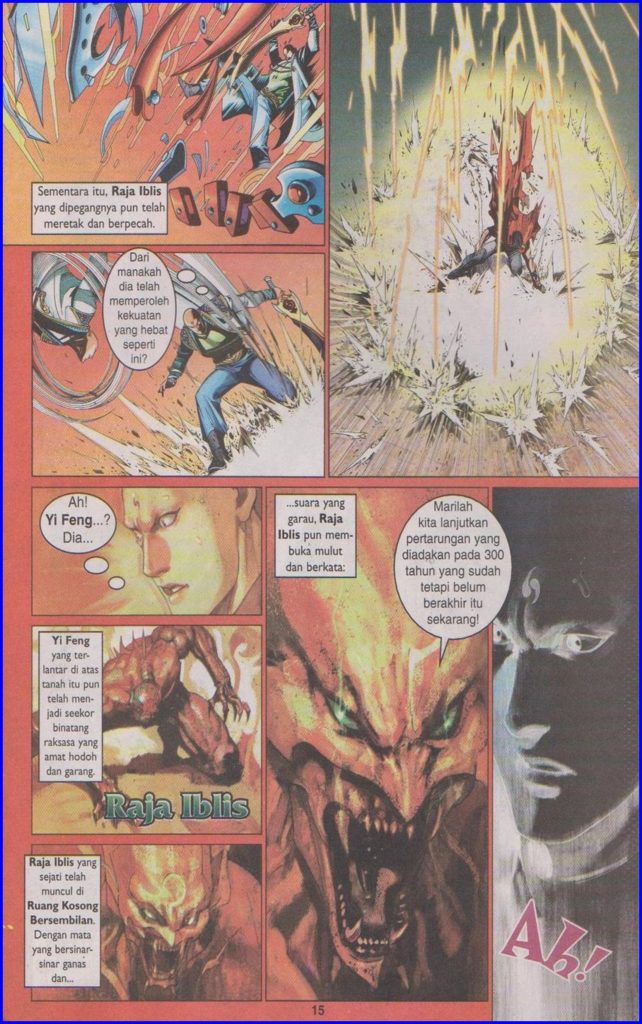 Sementara itu, Raja Iblis
yang dipegangnya pun telah
meretak dan berpecah.
Dari
manakah
dia telah
memperoleh
kekuatan
yang hebat
seperti
ini?
Ah!
Yi Feng...?
Dia...
Yi Feng
yang ter-
lantar di atas
tanah itu pun
telah men-
jadi seekor
binatang
raksasa yang
amat hodoh
dan garang.
Raja Iblis
Raja Iblis yang
sejati telah
muncul di
Ruang Kosong
Bersembilan.
Dengan mata
yang bersinar-
sinar ganas
dan...
...suara yang
garau, Raja
Iblis pun mem-
buka mulut
dan berkata:
Marilah
kita lanjutkan
pertarungan yang
diadakan pada 300
tahun yang sudah
tetapi belum
berakhir itu
sekarang!
Ah!
15